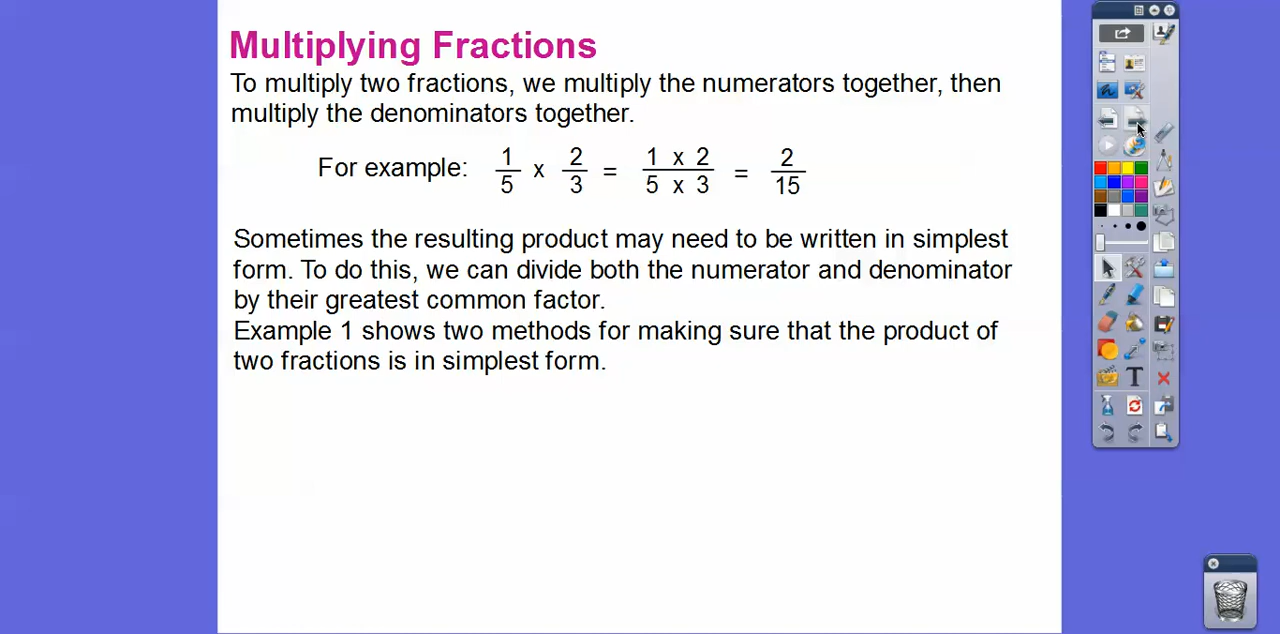 Multiplying Fractions
To multiply two fractions, we multiply the numerators together, then
multiply the denominators together.
For example: 1/5 x 2/3 = 1 x 2/5 x 3 = 2/15
Sometimes the resulting product may need to be written in simplest
form. To do this, we can divide both the numerator and denominator
by their greatest common factor.
Example 1 shows two methods for making sure that the product of
two fractions is in simplest form.
T